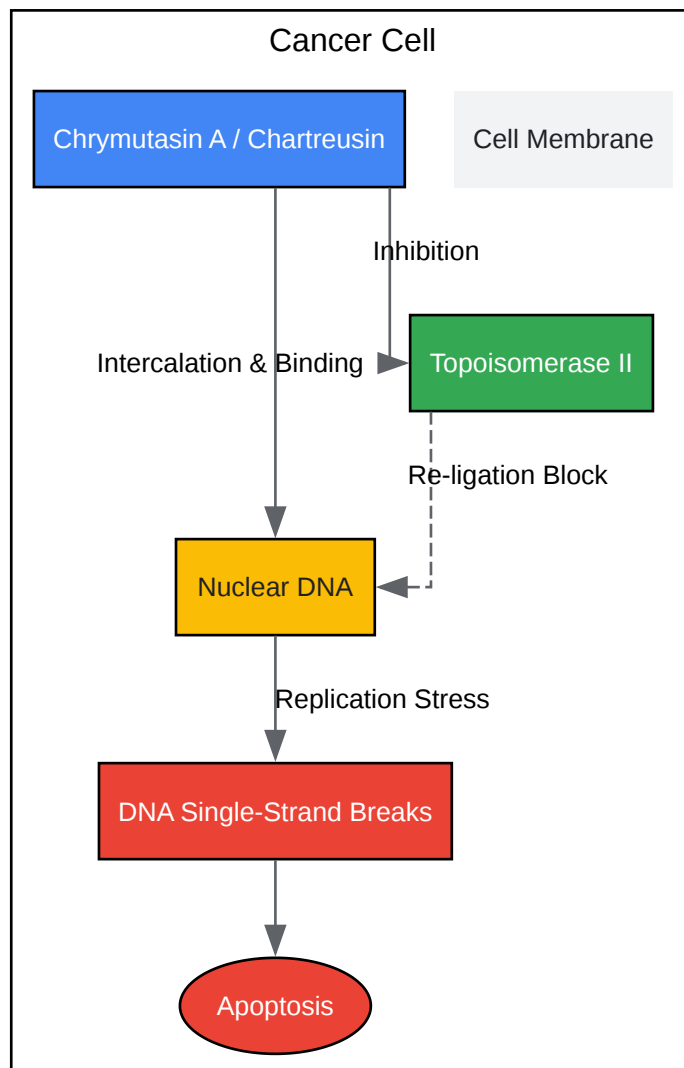 Cancer Cell
Chrymutasin A / Chartreusin
Cell Membrane
Inhibition
Intercalation & Binding
Topoisomerase II
Re-ligation Block
Nuclear DNA
Replication Stress
DNA Single-Strand Breaks
Apoptosis